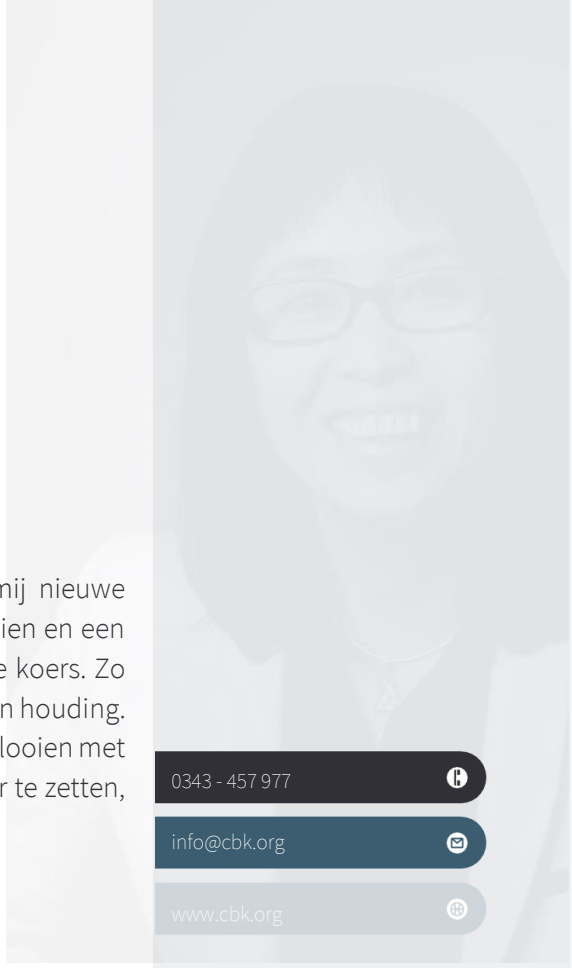 mij nieuwe
ien en een
e koers. Zo
n houding.
looien met
r te zetten,
0343 - 457 977
info@cbk.org
www.cbk.org